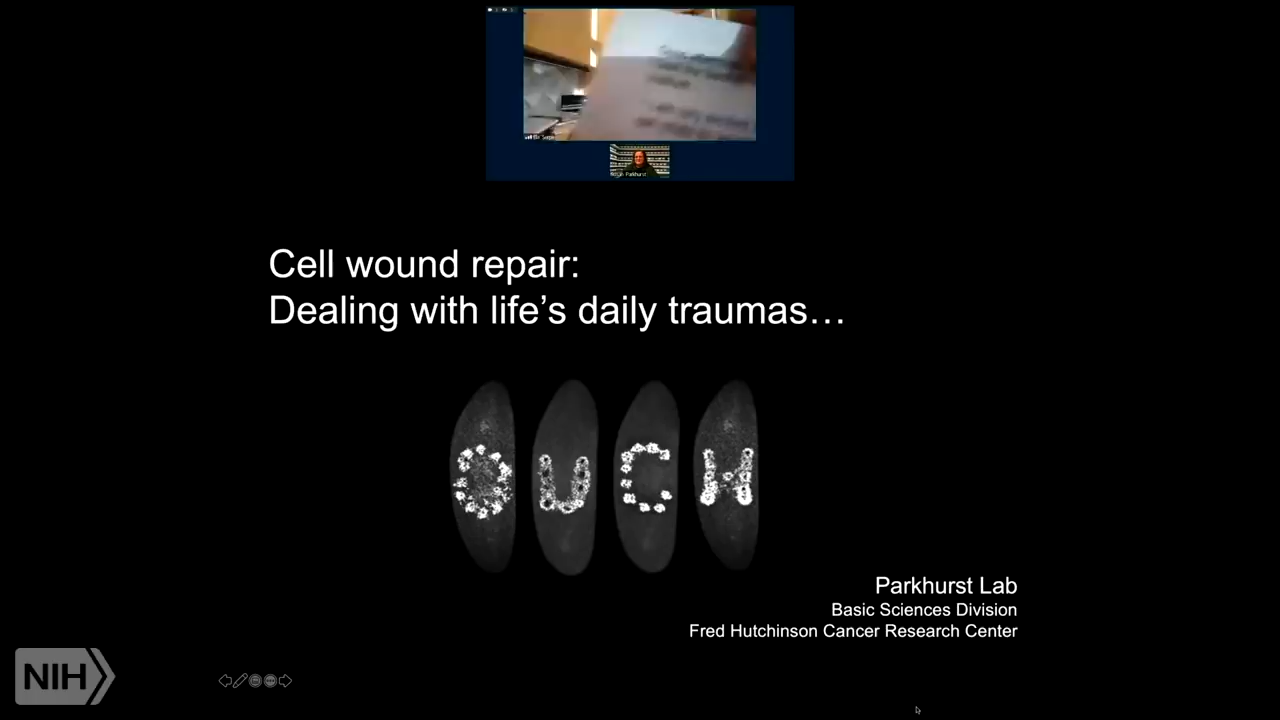 Cell wound repair:
Dealing with life’s daily traumas…
OUCH
Parkhurst Lab
Basic Sciences Division
Fred Hutchinson Cancer Research Center
NIH